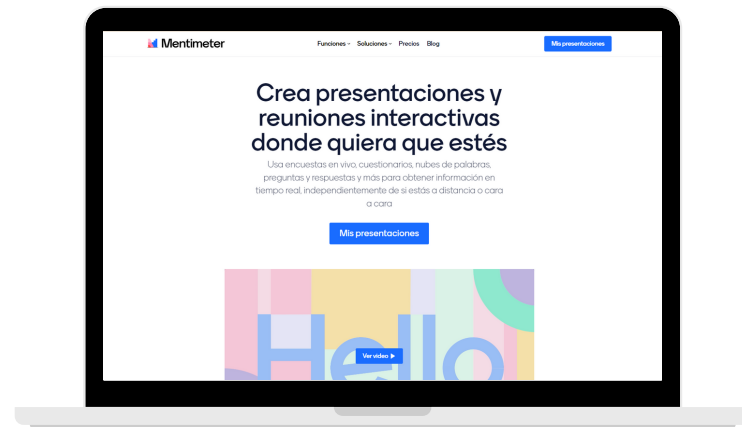 Mentimeter
Funciones Soluciones Precios Blog
Mis presentaciones
Crea presentaciones y
reuniones interactivas
donde quiera que estés
Usa encuestas en vivo, cuestionarios, nubes de palabras,
preguntas y respuestas y más para obtener información en
tiempo real, independientemente de si estás a distancia o cara
a cara
Mis presentaciones
Hello
Ver video